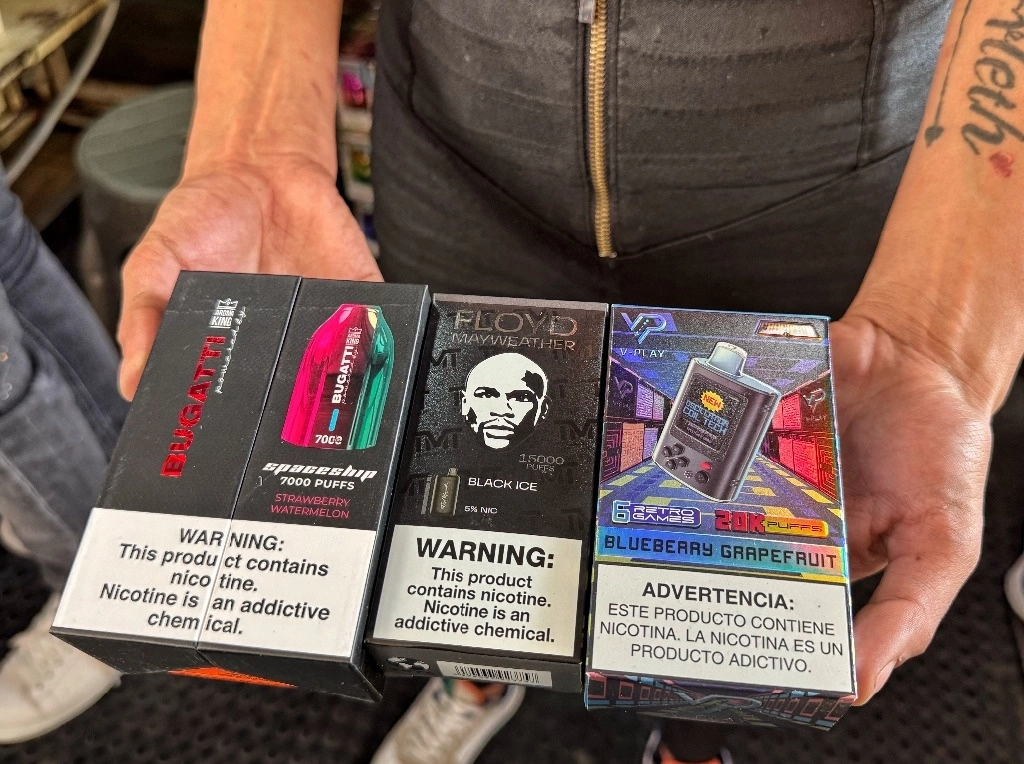 BUGATTI
BUGATTI
7000
spaceship
7000 PUFFS
STRAWBERRY
WATERMELON
WARNING:
This product contains
nicotine.
Nicotine is an addictive
chemical.
FLOYD
MAYWEATHER
TMT
15000
PUFFS
BLACK ICE
5% NIC
WARNING:
This product
contains nicotine.
Nicotine is an
addictive chemical.
VP
V-PLAY
NEW
6 RETRO
GAMES
20K PUFFS
BLUEBERRY GRAPEFRUIT
ADVERTENCIA:
ESTE PRODUCTO CONTIENE
NICOTINA. LA NICOTINA ES UN
PRODUCTO ADICTIVO.